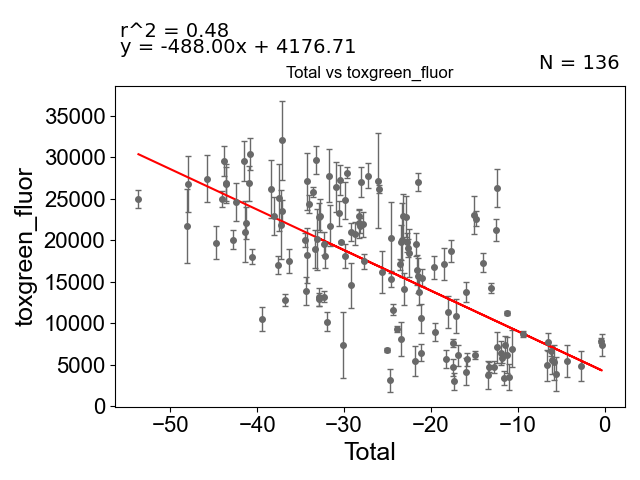 r^2 = 0.48
y = -488.00x + 4176.71
N = 136
Total vs toxgreen_fluor
35000
30000
25000
20000
15000
10000
5000
0
toxgreen_fluor
−50 −40 −30 −20 −10 0
Total